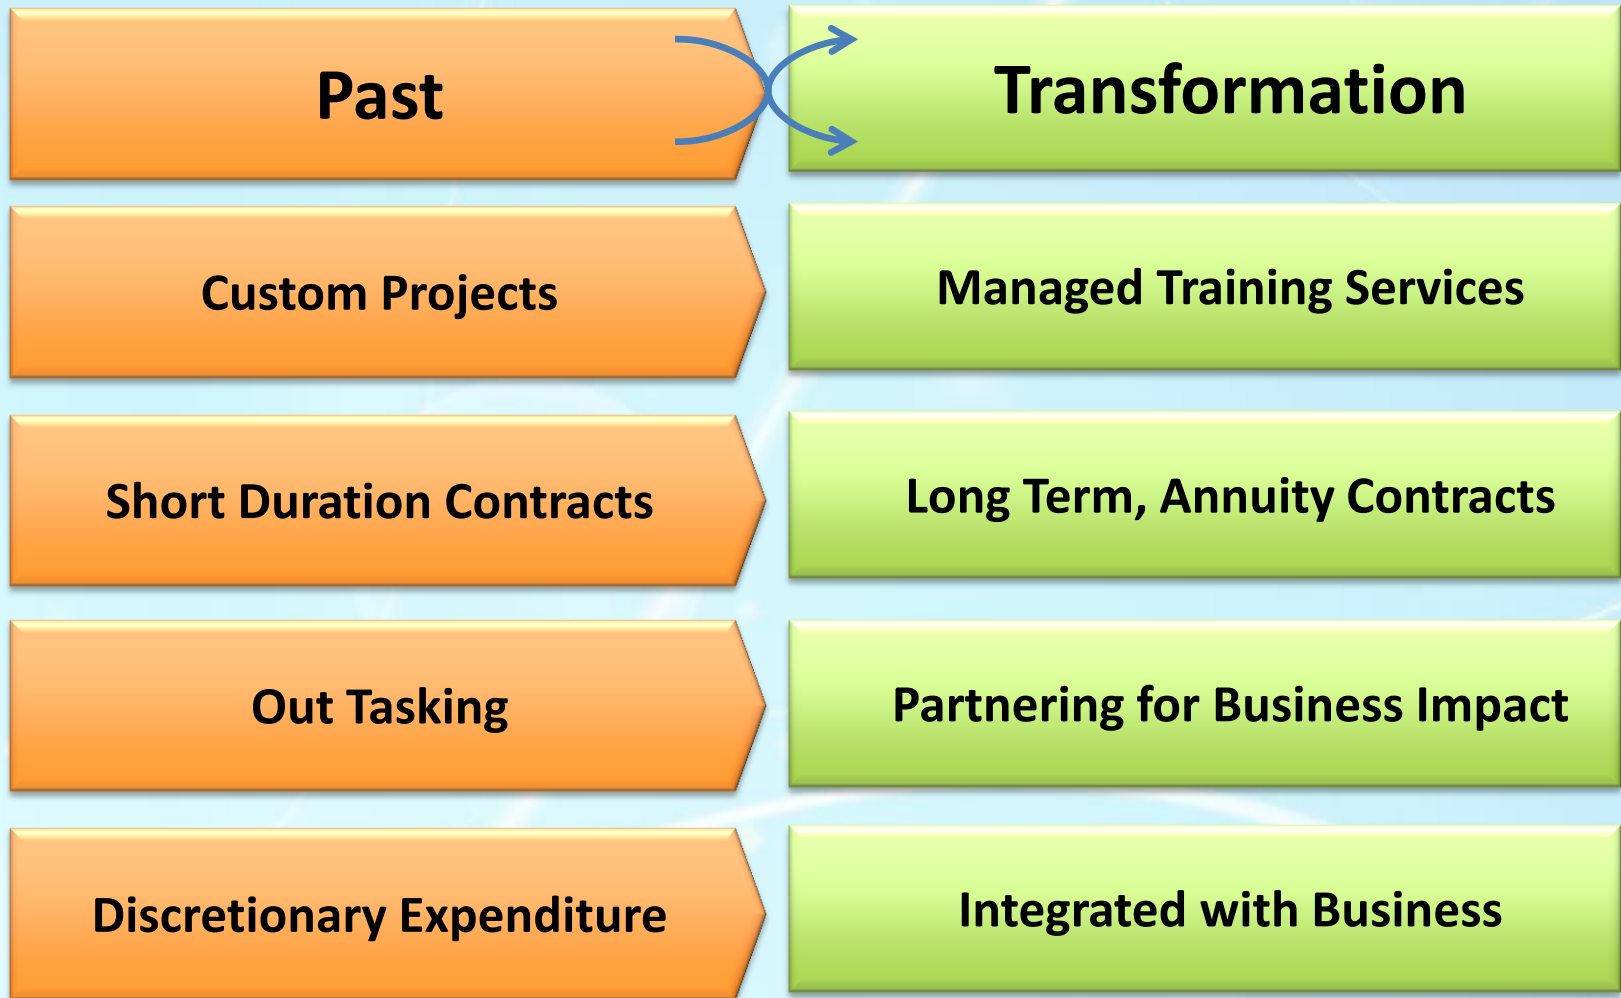 Past
Transformation
Custom Projects
Managed Training Services
Short Duration Contracts
Long Term, Annuity Contracts
Out Tasking
Partnering for Business Impact
Discretionary Expenditure
Integrated with Business